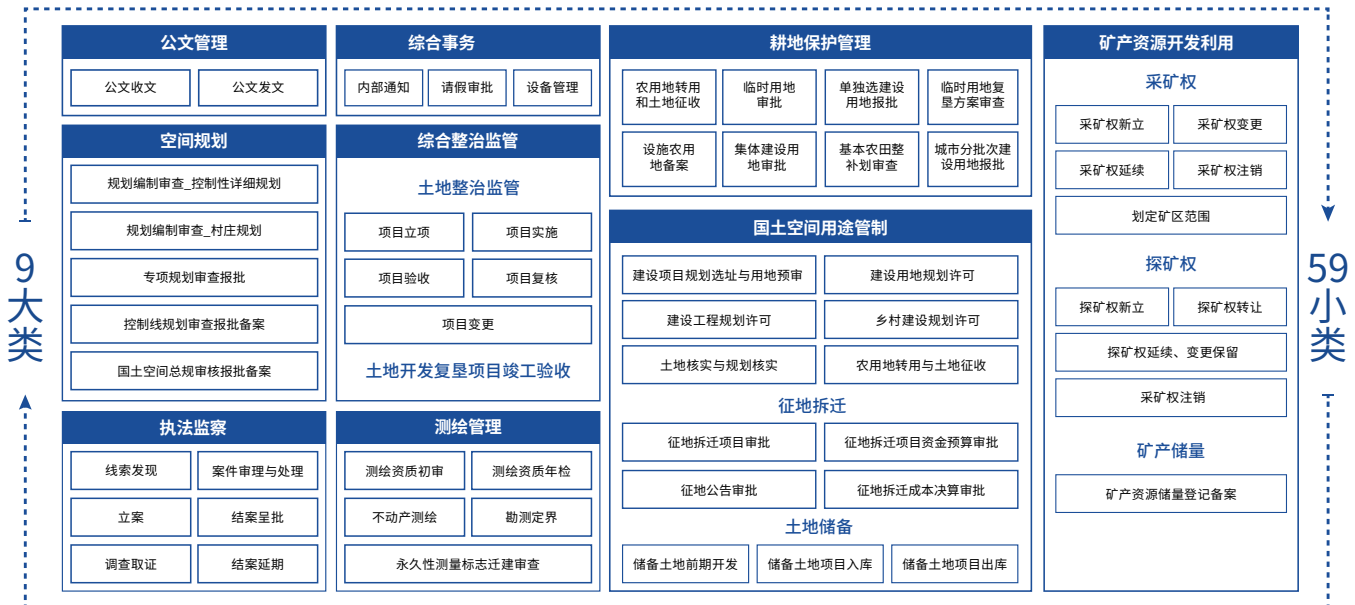 9
大
类
公文管理
公文收文
公文发文
综合事务
内部通知
请假审批
设备管理
空间规划
规划编制审查_控制性详细规划
规划编制审查_村庄规划
专项规划审查报批
控制线规划审查报批备案
国土空间总规审核报批备案
综合整治监管
土地整治监管
项目立项
项目实施
项目验收
项目复核
项目变更
土地开发复垦项目竣工验收
执法监察
线索发现
案件审理与处理
立案
结案呈批
调查取证
结案延期
测绘管理
测绘资质初审
测绘资质年检
不动产测绘
勘测定界
永久性测量标志迁建审查
耕地保护管理
农用地转用
和土地征收
临时用地
审批
单独选建设
用地报批
临时用地复
垦方案审查
设施农用
地备案
集体建设用
地审批
基本农田整
补划审查
城市分批次建
设用地报批
国土空间用途管制
建设项目规划选址与用地预审
建设用地规划许可
建设工程规划许可
乡村建设规划许可
土地核实与规划核实
农用地转用与土地征收
征地拆迁
征地拆迁项目审批
征地拆迁项目资金预算审批
征地公告审批
征地拆迁成本决算审批
土地储备
储备土地前期开发
储备土地项目入库
储备土地项目出库
矿产资源开发利用
采矿权
采矿权新立
采矿权变更
采矿权延续
采矿权注销
划定矿区范围
探矿权
探矿权新立
探矿权转让
探矿权延续、变更保留
采矿权注销
矿产储量
矿产资源储量登记备案
59
小
类